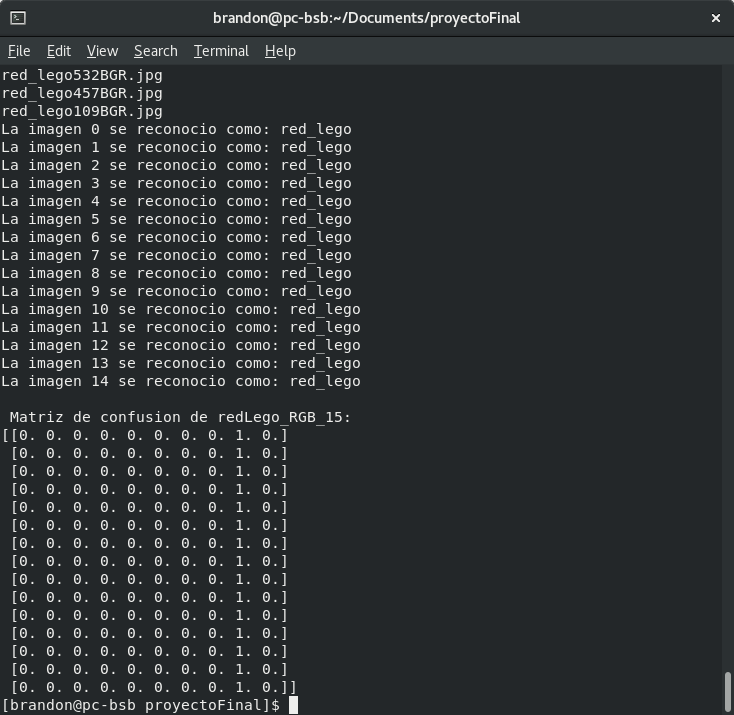 brandon@pc-bsb:~/Documents/proyectoFinal
File Edit View Search Terminal Help
red_lego532BGR.jpg
red_lego457BGR.jpg
red_lego109BGR.jpg
La imagen 0 se reconocio como: red_lego
La imagen 1 se reconocio como: red_lego
La imagen 2 se reconocio como: red_lego
La imagen 3 se reconocio como: red_lego
La imagen 4 se reconocio como: red_lego
La imagen 5 se reconocio como: red_lego
La imagen 6 se reconocio como: red_lego
La imagen 7 se reconocio como: red_lego
La imagen 8 se reconocio como: red_lego
La imagen 9 se reconocio como: red_lego
La imagen 10 se reconocio como: red_lego
La imagen 11 se reconocio como: red_lego
La imagen 12 se reconocio como: red_lego
La imagen 13 se reconocio como: red_lego
La imagen 14 se reconocio como: red_lego
Matriz de confusion de redLego_RGB_15:
[[0. 0. 0. 0. 0. 0. 0. 0. 1. 0.]
[0. 0. 0. 0. 0. 0. 0. 0. 1. 0.]
[0. 0. 0. 0. 0. 0. 0. 0. 1. 0.]
[0. 0. 0. 0. 0. 0. 0. 0. 1. 0.]
[0. 0. 0. 0. 0. 0. 0. 0. 1. 0.]
[0. 0. 0. 0. 0. 0. 0. 0. 1. 0.]
[0. 0. 0. 0. 0. 0. 0. 0. 1. 0.]
[0. 0. 0. 0. 0. 0. 0. 0. 1. 0.]
[0. 0. 0. 0. 0. 0. 0. 0. 1. 0.]
[0. 0. 0. 0. 0. 0. 0. 0. 1. 0.]
[0. 0. 0. 0. 0. 0. 0. 0. 1. 0.]
[0. 0. 0. 0. 0. 0. 0. 0. 1. 0.]
[0. 0. 0. 0. 0. 0. 0. 0. 1. 0.]
[0. 0. 0. 0. 0. 0. 0. 0. 1. 0.]
[0. 0. 0. 0. 0. 0. 0. 0. 1. 0.]]
[brandon@pc-bsb proyectoFinal]$